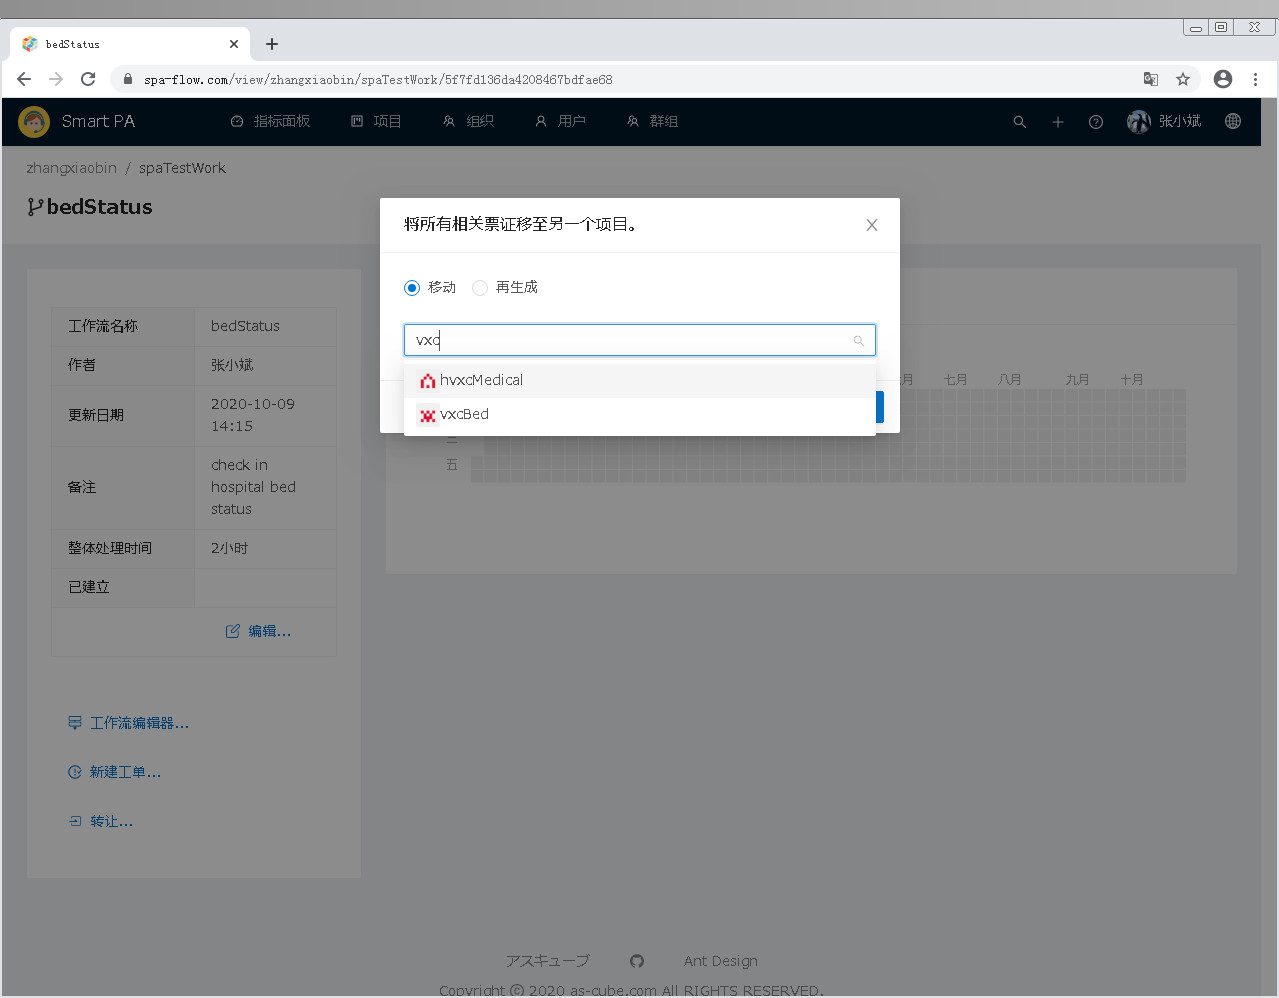 bedStatus
spa-flow.com/view/zhangxiaobin/spaTestWork/5f7fd136da4208467bdfae68
Smart PA 指标面板 项目 组织 用户 群组 张小斌
zhangxiaobin / spaTestWork
bedStatus
将所有相关票证移至另一个项目。
移动 再生成
vxc
hvxcMedical
vxcBed
月 七月 八月 九月 十月
三
五
工作流名称 bedStatus
作者 张小斌
更新日期 2020-10-09
14:15
备注 check in
hospital bed
status
整体处理时间 2小时
已建立
编辑...
工作流编辑器...
新建工单...
转让...
アスキューブ Ant Design
Copyright © 2020 as-cube.com All RIGHTS RESERVED.